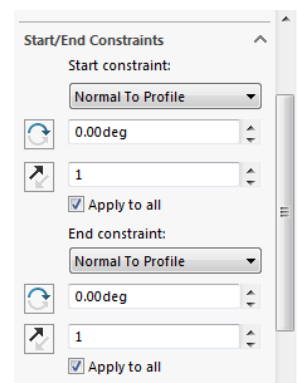 Start/End Constraints
Start constraint:
Normal To Profile
0.00deg
1
Apply to all
End constraint:
Normal To Profile
0.00deg
1
Apply to all